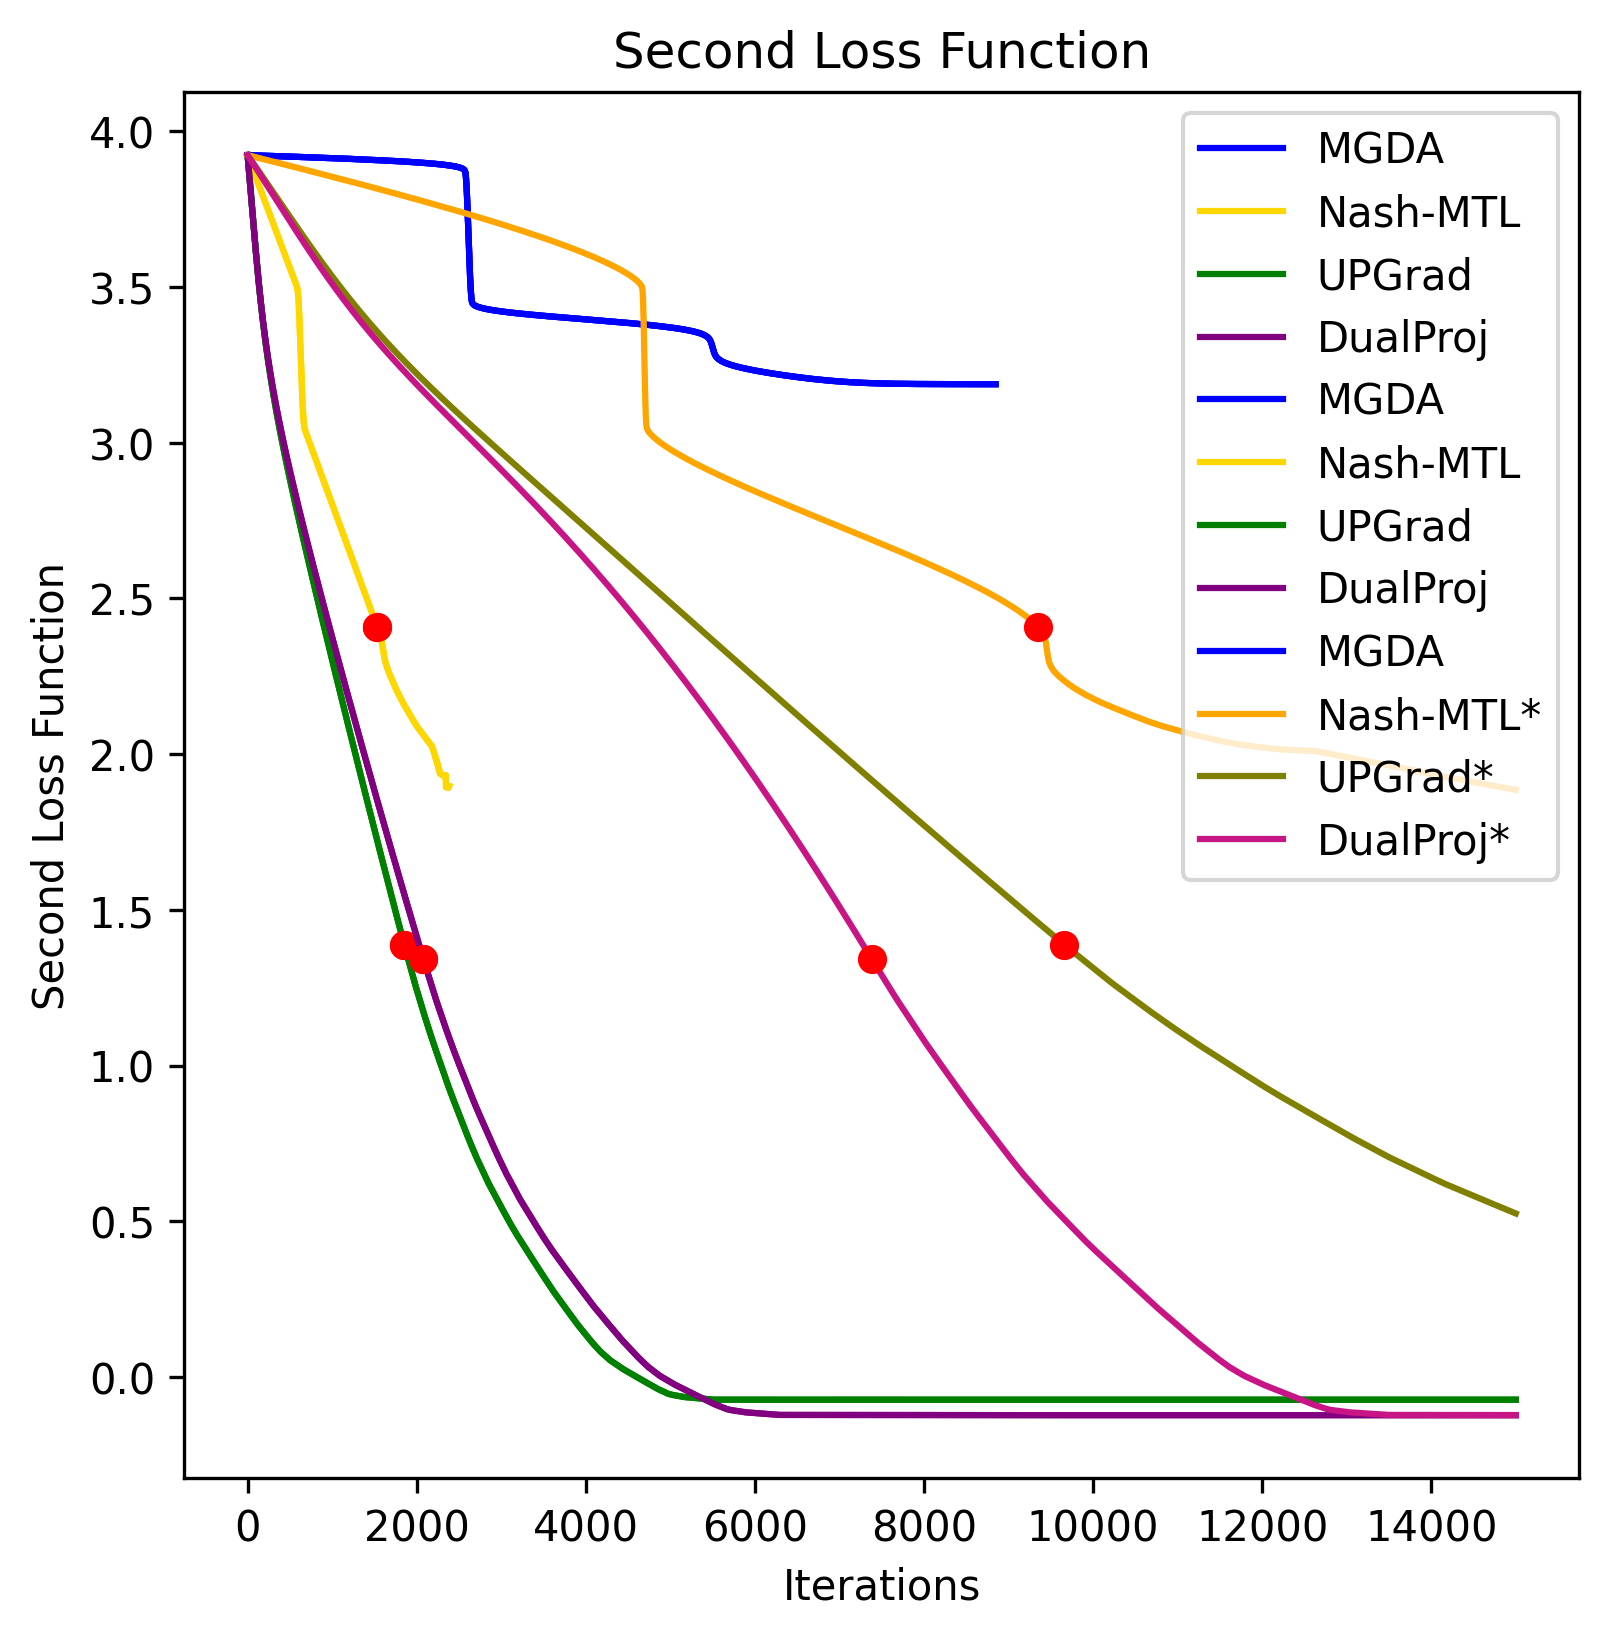 Second Loss Function
4.0
3.5
3.0
2.5
2.0
1.5
1.0
0.5
0.0
Second Loss Function
MGDA
Nash-MTL
UPGrad
DualProj
MGDA
Nash-MTL
UPGrad
DualProj
MGDA
Nash-MTL*
UPGrad*
DualProj*
0 2000 4000 6000 8000 10000 12000 14000
Iterations